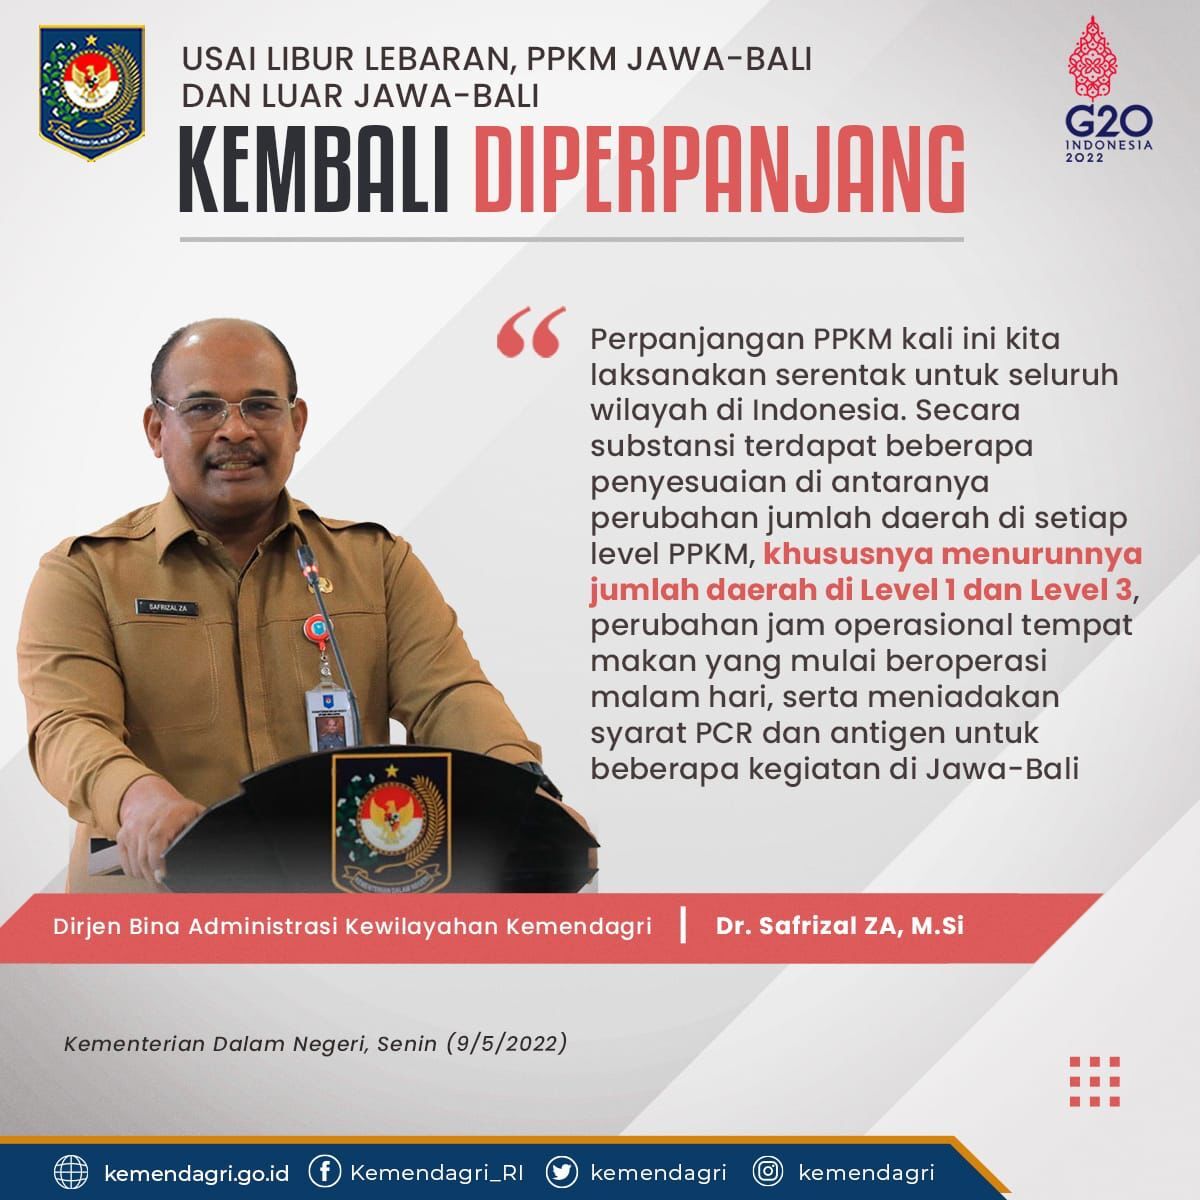 USAI LIBUR LEBARAN, PPKM JAWA-BALI
DAN LUAR JAWA-BALI
KEMBALI DIPERPANJANG
G20
INDONESIA
2022
“
Perpanjangan PPKM kali ini kita
laksanakan serentak untuk seluruh
wilayah di Indonesia. Secara
substansi terdapat beberapa
penyesuaian di antaranya
perubahan jumlah daerah di setiap
level PPKM, khususnya menurunnya
jumlah daerah di Level 1 dan Level 3,
perubahan jam operasional tempat
makan yang mulai beroperasi
malam hari, serta meniadakan
syarat PCR dan antigen untuk
beberapa kegiatan di Jawa-Bali
SAFRIZAL ZA
KEMENTERIAN DALAM NEGERI
Dirjen Bina Administrasi Kewilayahan Kemendagri | Dr. Safrizal ZA, M.Si
Kementerian Dalam Negeri, Senin (9/5/2022)
kemendagri.go.id Kemendagri_RI kemendagri kemendagri